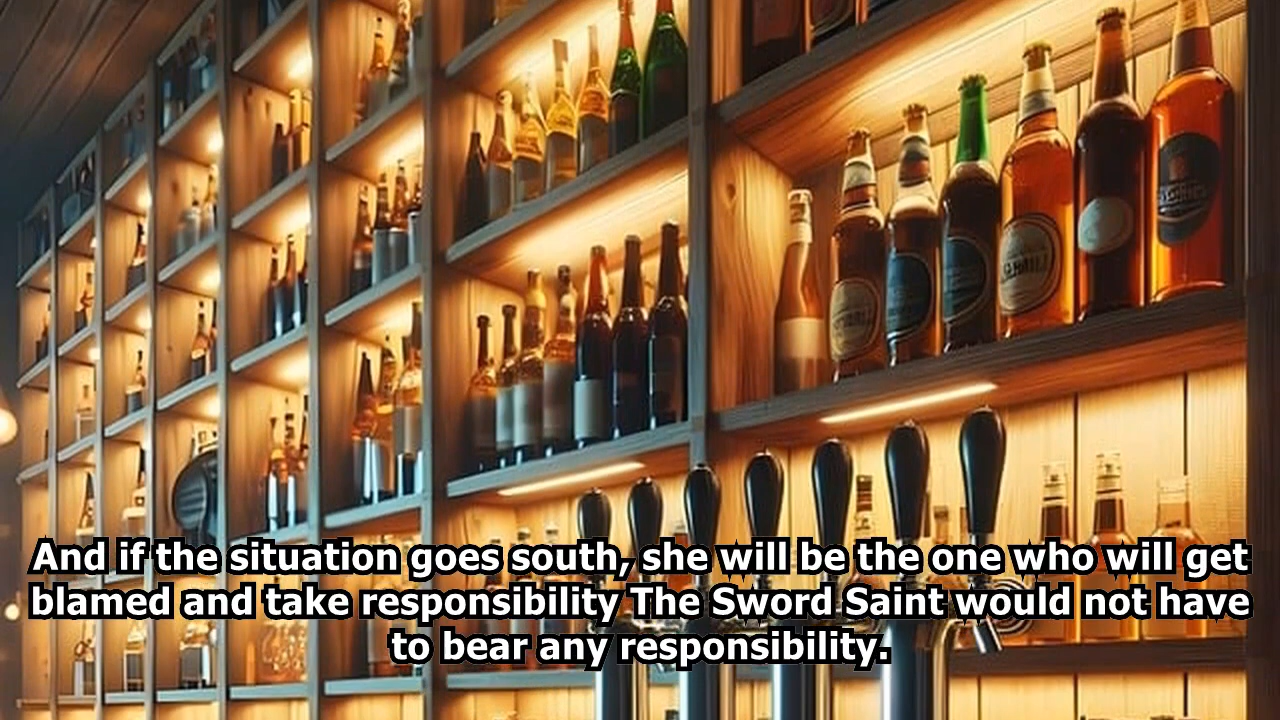 And if the situation goes south, she will be the one who will get
blamed and take responsibility The Sword Saint would not have
to bear any responsibility.